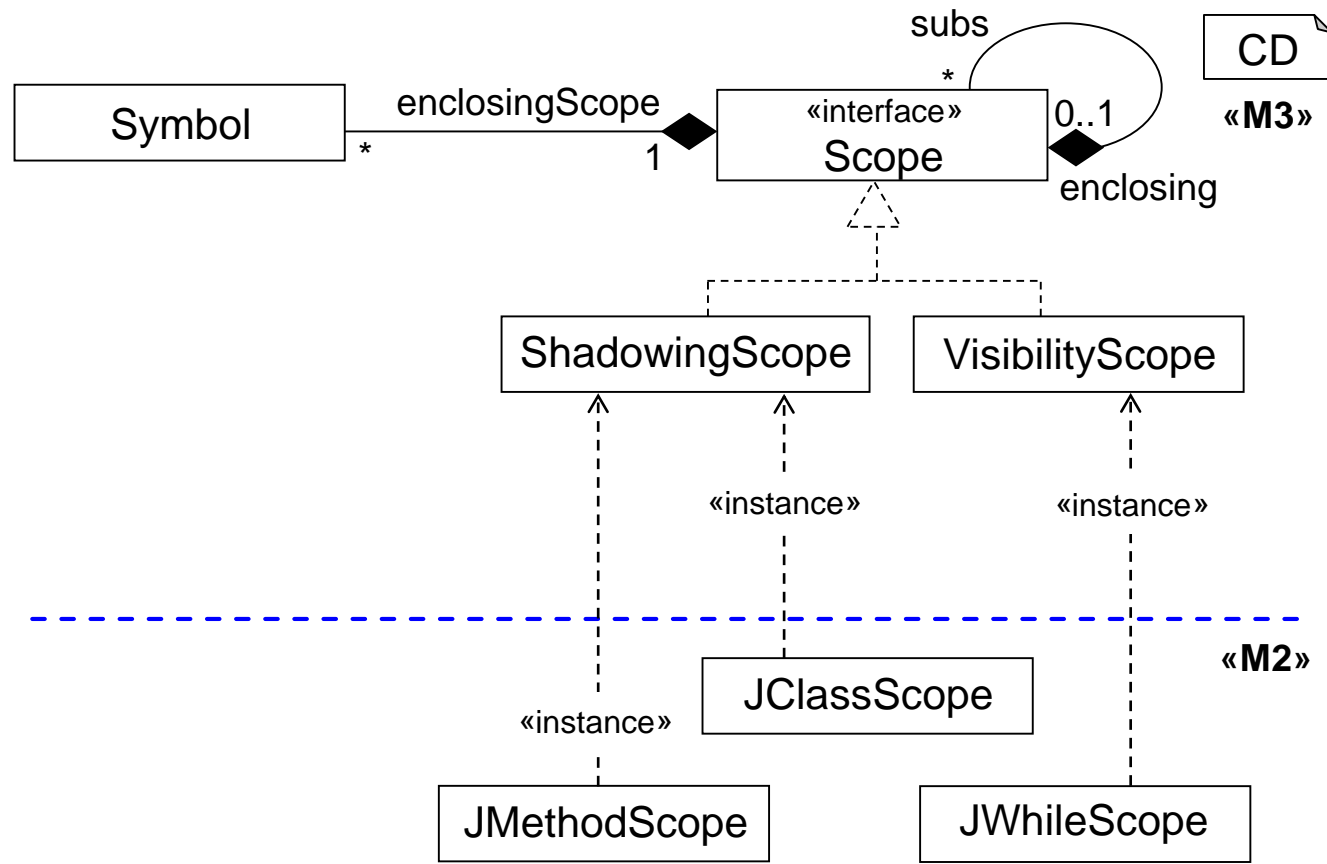 subs
CD
*
enclosingScope
«interface»
0..1
«M3»
Symbol
Scope
*
1
enclosing
ShadowingScope
VisibilityScope
«instance»
«instance»
«M2»
JClassScope
«instance»
JMethodScope
JWhileScope